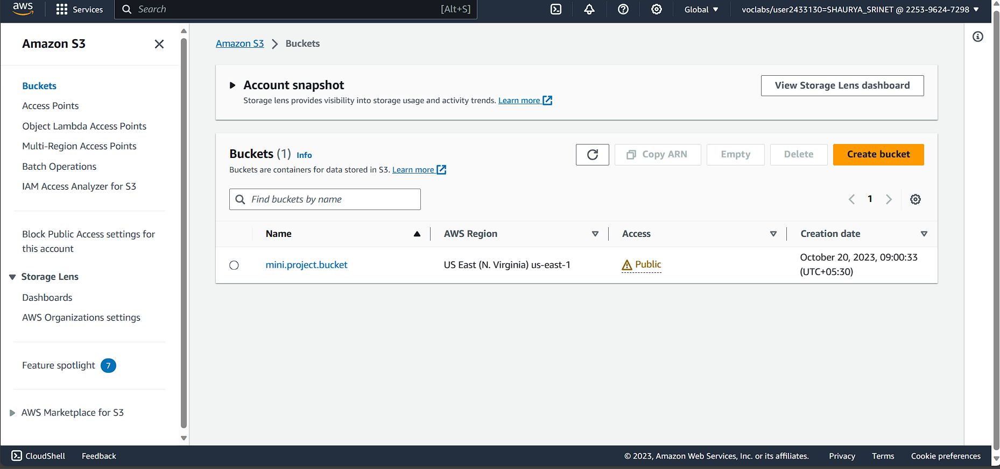 aws
Services
Search
[Alt+S]
Global
voclabs/user2433130=SHAURYA_SRINET @ 2253-9624-7298
Amazon S3
Buckets
Access Points
Object Lambda Access Points
Multi-Region Access Points
Batch Operations
IAM Access Analyzer for S3
Block Public Access settings for
this account
Storage Lens
Dashboards
AWS Organizations settings
Feature spotlight 7
AWS Marketplace for S3
Amazon S3 > Buckets
Account snapshot
Storage lens provides visibility into storage usage and activity trends. Learn more
View Storage Lens dashboard
Buckets (1) Info
Buckets are containers for data stored in S3. Learn more
Copy ARN
Empty
Delete
Create bucket
Find buckets by name
1
Name
AWS Region
Access
Creation date
mini.project.bucket
US East (N. Virginia) us-east-1
Public
October 20, 2023, 09:00:33
(UTC+05:30)
CloudShell
Feedback
© 2023, Amazon Web Services, Inc. or its affiliates.
Privacy
Terms
Cookie preferences